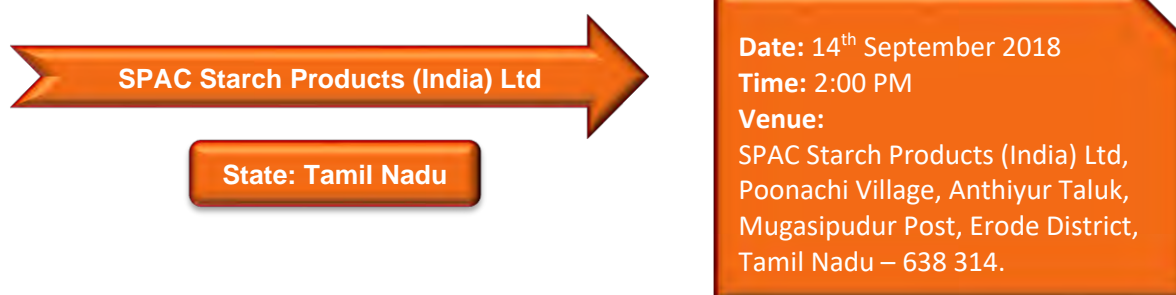 SPAC Starch Products (India) Ltd
State: Tamil Nadu
Date: 14th September 2018
Time: 2:00 PM
Venue:
SPAC Starch Products (India) Ltd,
Poonachi Village, Anthiyur Taluk,
Mugasipudur Post, Erode District,
Tamil Nadu – 638 314.